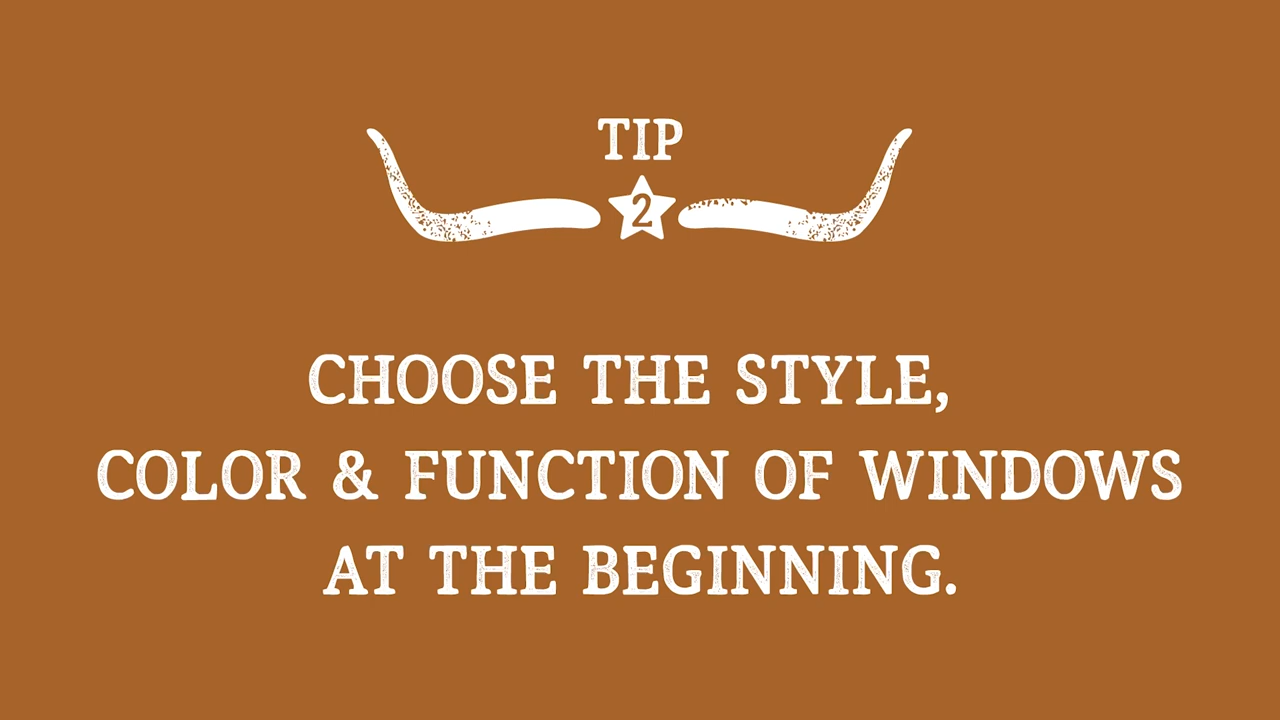 TIP
2
CHOOSE THE STYLE,
COLOR & FUNCTION OF WINDOWS
AT THE BEGINNING.